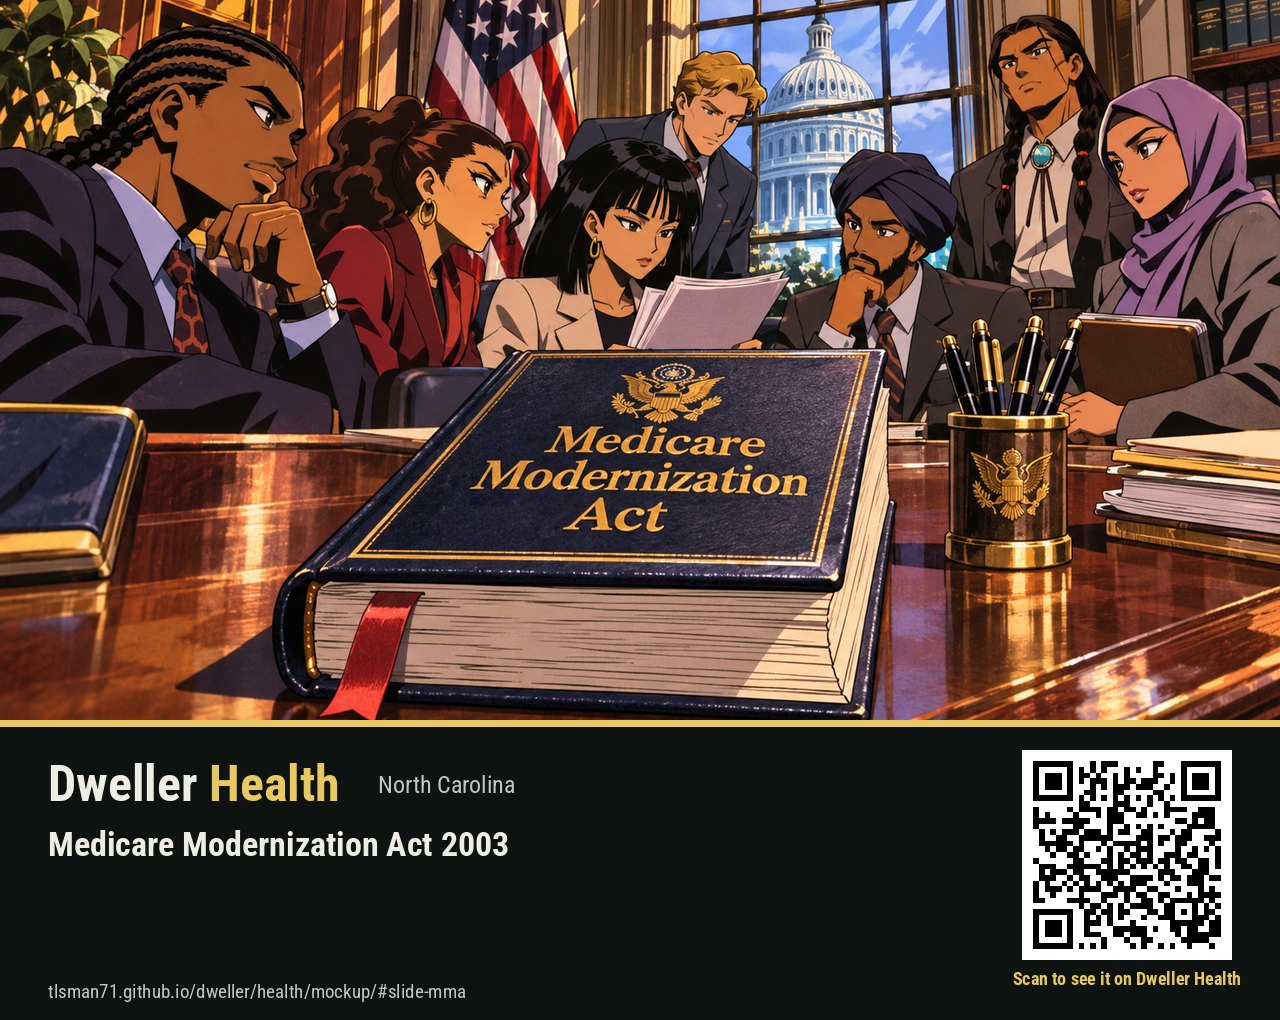 Medicare
Modernization
Act
Dweller Health
North Carolina
Medicare Modernization Act 2003
tlsman71.github.io/dweller/health/mockup/#slide-mma
Scan to see it on Dweller Health